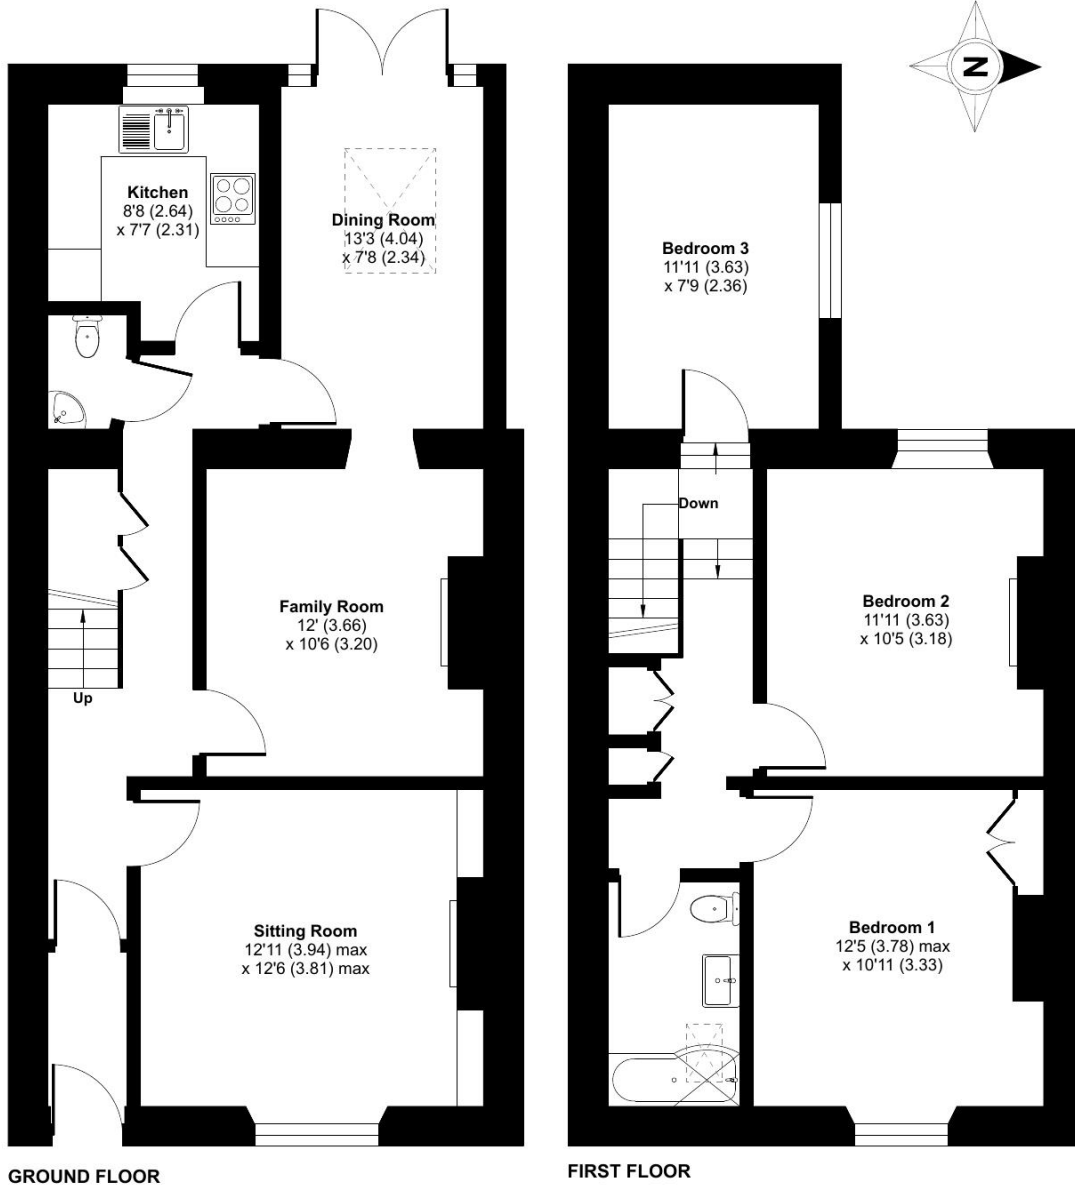 N
Kitchen
8'8 (2.64)
x 7'7 (2.31)
Dining Room
13'3 (4.04)
x 7'8 (2.34)
Bedroom 3
11'11 (3.63)
x 7'9 (2.36)
Down
Family Room
12' (3.66)
x 10'6 (3.20)
Bedroom 2
11'11 (3.63)
x 10'5 (3.18)
Up
Sitting Room
12'11 (3.94) max
x 12'6 (3.81) max
Bedroom 1
12'5 (3.78) max
x 10'11 (3.33)
GROUND FLOOR
FIRST FLOOR